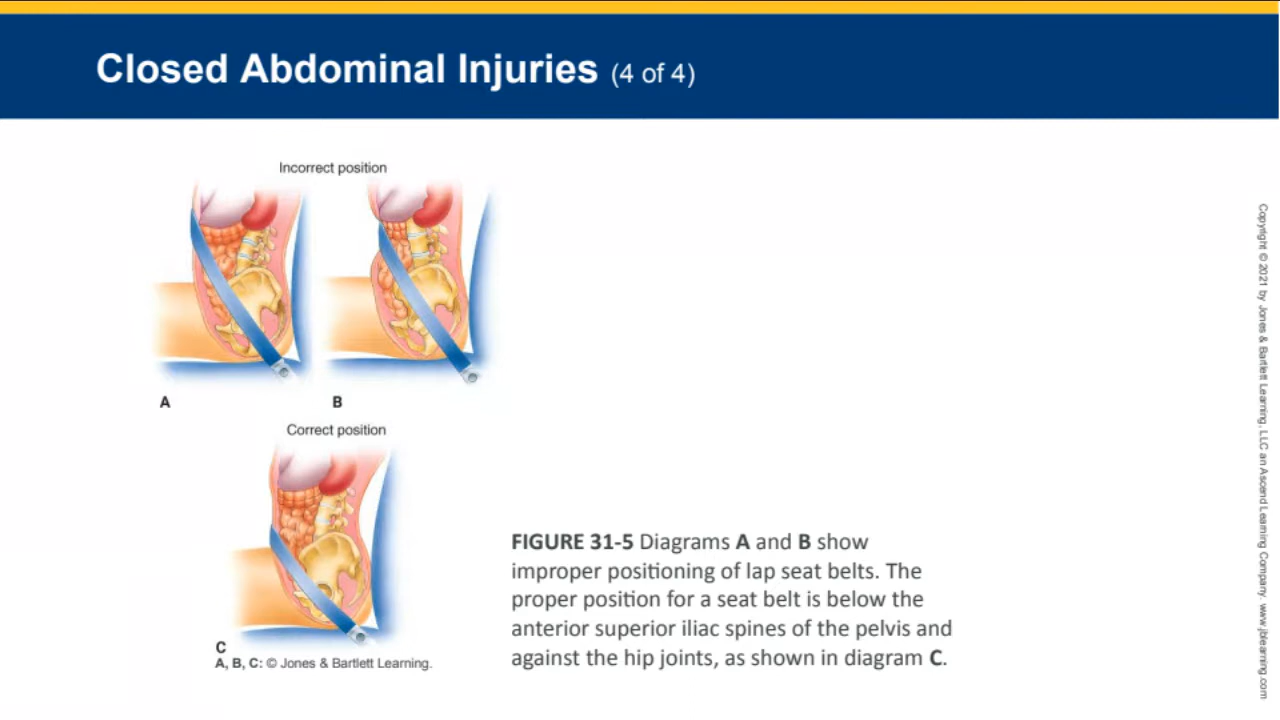 Closed Abdominal Injuries (4 of 4)
Incorrect position
A
B
Correct position
C
A, B, C: © Jones & Bartlett Learning.
FIGURE 31-5 Diagrams A and B show
improper positioning of lap seat belts. The
proper position for a seat belt is below the
anterior superior iliac spines of the pelvis and
against the hip joints, as shown in diagram C.
Copyright © 2021 by Jones & Bartlett Learning, LLC an Ascend Learning Company. www.jblearning.com